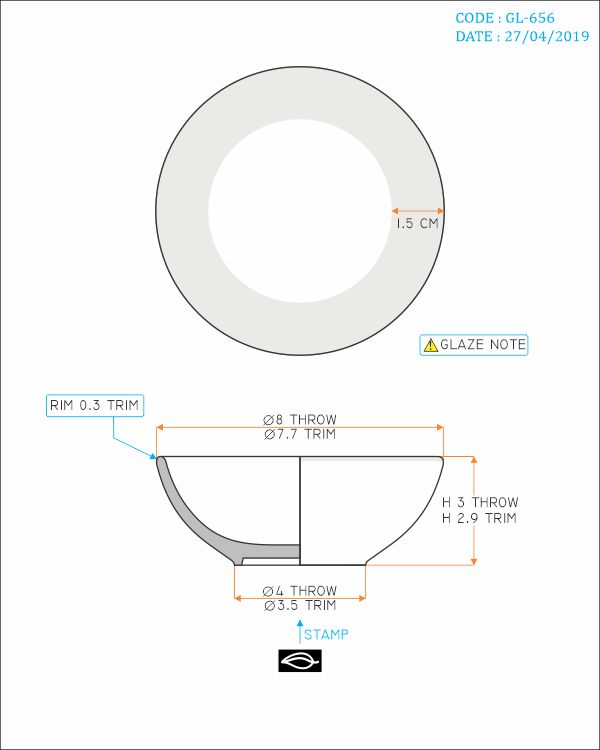 CODE : GL-656
DATE : 27/04/2019
1.5 CM
GLAZE NOTE
RIM 0.3 TRIM
Ø8 THROW
Ø7.7 TRIM
H 3 THROW
H 2.9 TRIM
Ø4 THROW
Ø3.5 TRIM
STAMP